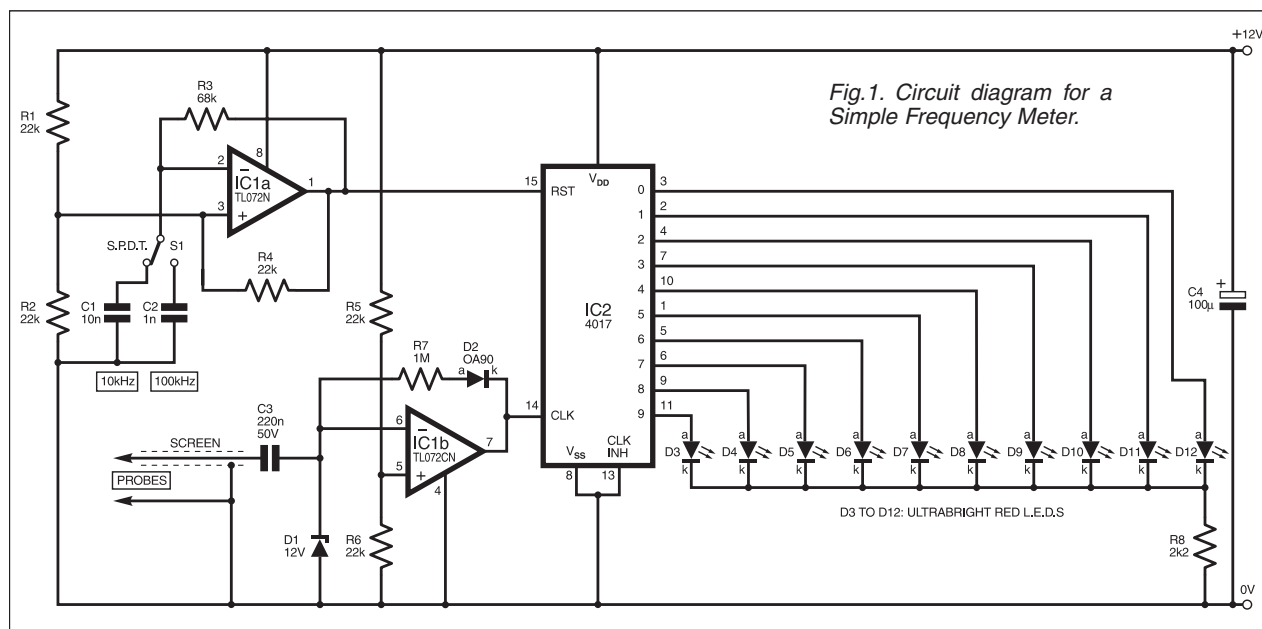 +12V
Fig.1. Circuit diagram for a
Simple Frequency Meter.
R1
22k
R3
68k
8
2
−
IC1a
TL072N
1
3
+
R4
22k
S.P.D.T.
S1
R2
22k
C1
10n
C2
1n
10kHz
100kHz
R5
22k
R7
1M
D2
OA90
a
k
C3
220n
50V
SCREEN
PROBES
6
−
IC1b
TL072CN
7
5
+
4
D1
12V
R6
22k
15
RST
VDD
IC2
4017
14
CLK
VSS
CLK
INH
8
13
0
3
1
2
2
4
3
7
4
10
5
1
6
5
7
6
8
9
9
11
a
D3
k
a
D4
k
a
D5
k
a
D6
k
a
D7
k
a
D8
k
a
D9
k
a
D10
k
a
D11
k
a
D12
k
D3 TO D12: ULTRABRIGHT RED L.E.D.S
R8
2k2
C4
100µ
+
0V